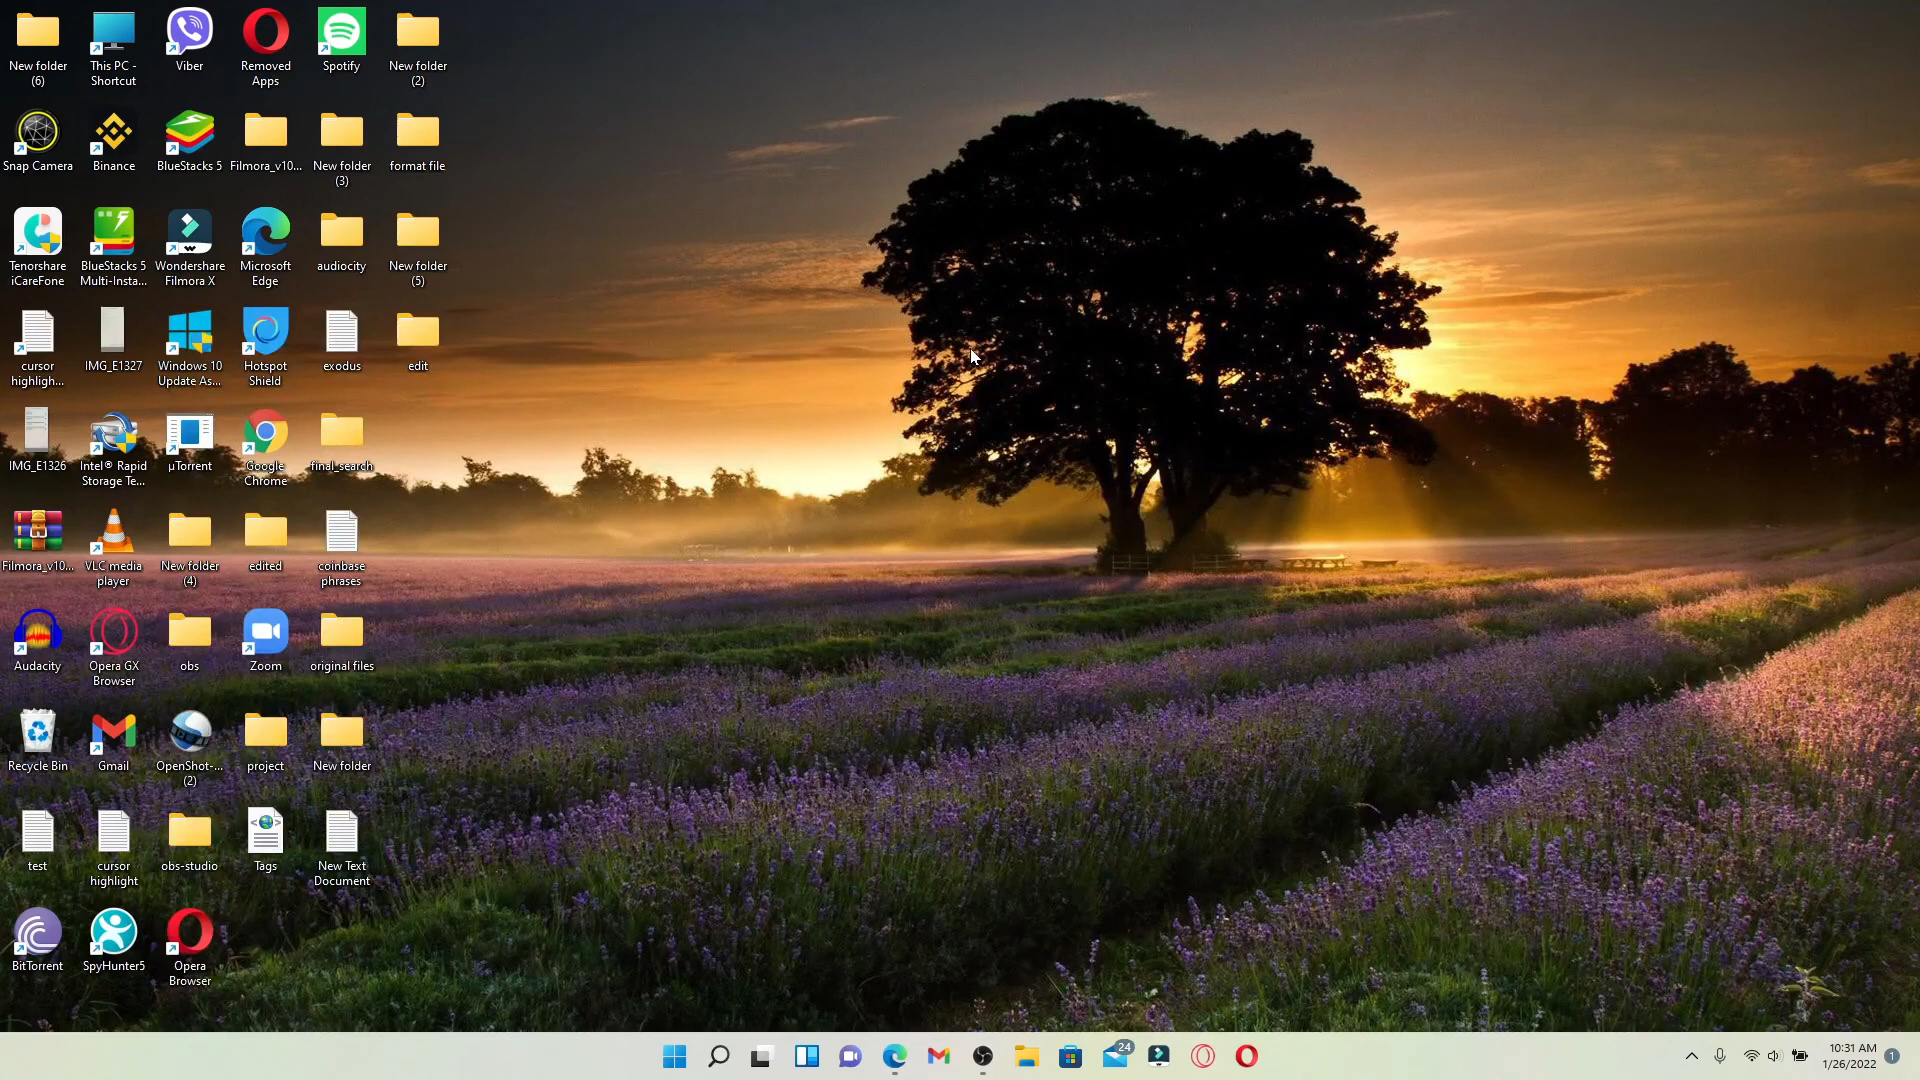 New folder
(6)
This PC -
Shortcut
Viber
Removed
Apps
Spotify
New folder
(2)
Snap Camera
Binance
BlueStacks 5
Filmora_v10...
New folder
(3)
format file
Tenorshare
iCareFone
BlueStacks 5
Multi-Insta...
Wondershare
Filmora X
Microsoft
Edge
audiocity
New folder
(5)
cursor
highligh...
IMG_E1327
Windows 10
Update As...
Hotspot
Shield
exodus
edit
IMG_E1326
Intel® Rapid
Storage Te...
µTorrent
Google
Chrome
final_search
Filmora_v10...
VLC media
player
New folder
(4)
edited
coinbase
phrases
Audacity
Opera GX
Browser
obs
Zoom
original files
Recycle Bin
Gmail
OpenShot-...
(2)
project
New folder
test
cursor
highlight
obs-studio
Tags
New Text
Document
BitTorrent
SpyHunter5
Opera
Browser
24
10:31 AM
1/26/2022
1